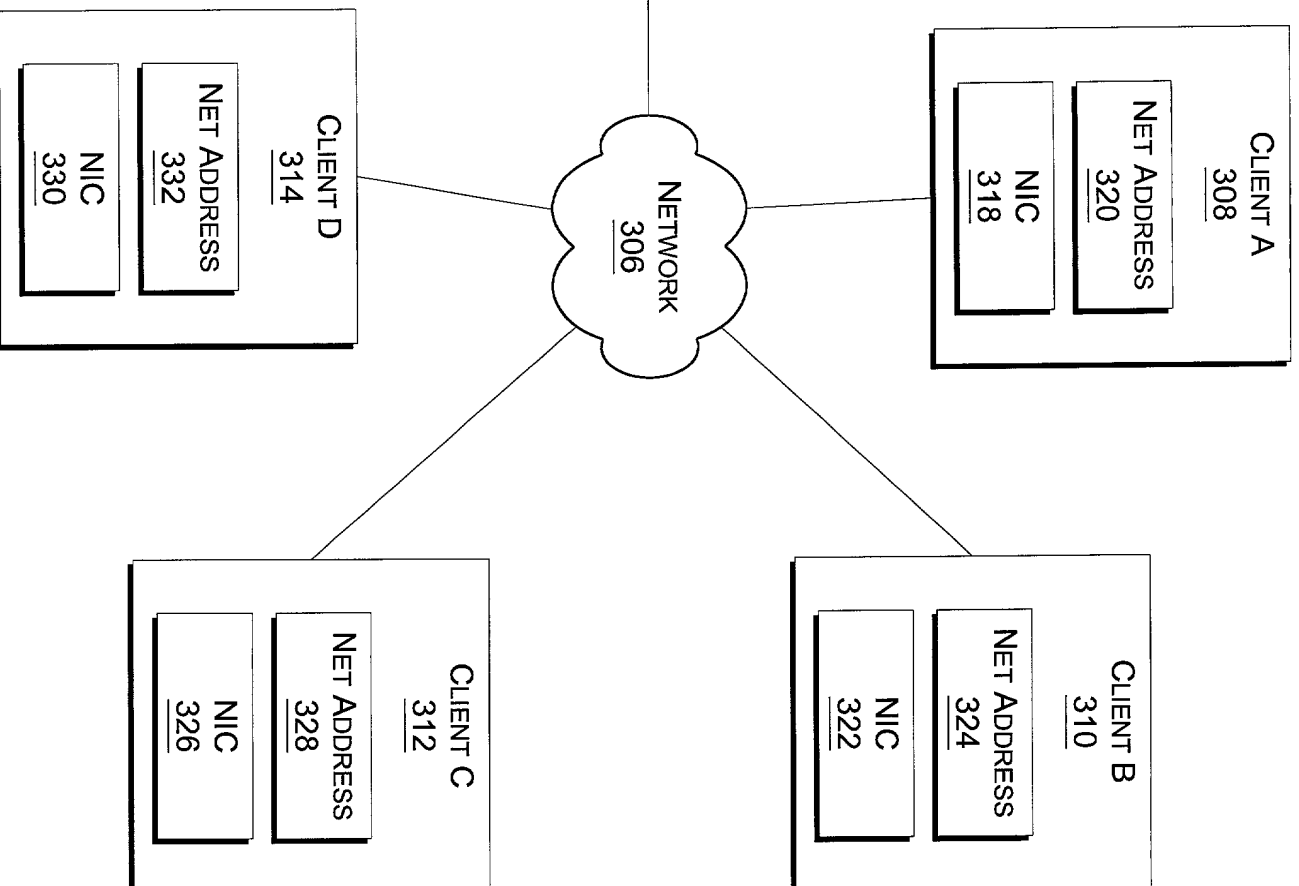 CLIENT A
308
NET ADDRESS
320
NIC
318
CLIENT B
310
NET ADDRESS
324
NIC
322
NETWORK
306
CLIENT C
312
NET ADDRESS
328
NIC
326
CLIENT D
314
NET ADDRESS
332
NIC
330